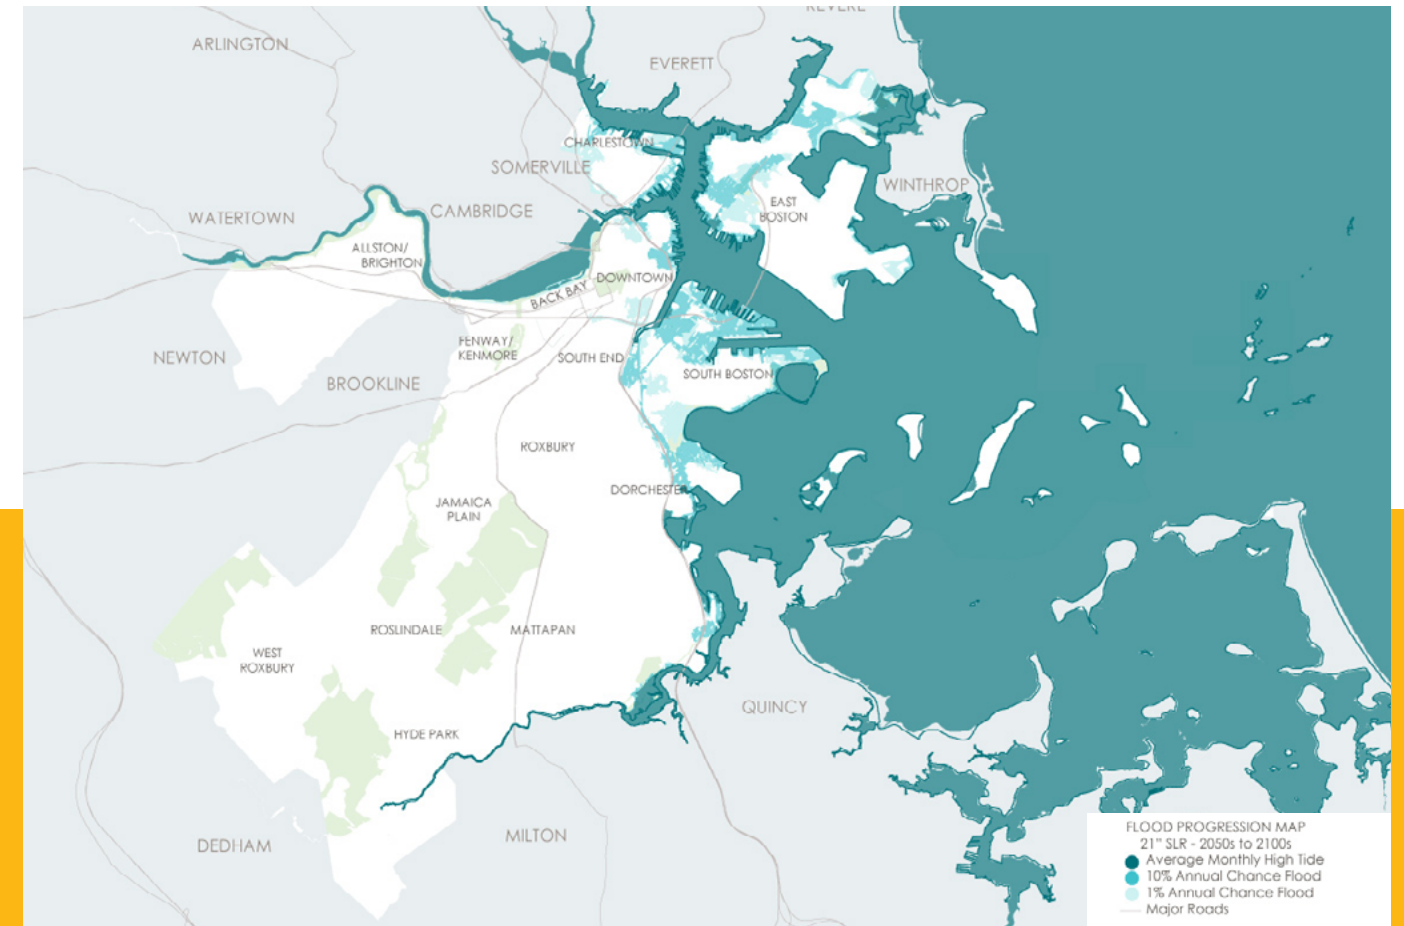 REVERE
ARLINGTON
EVERETT
CHARLESTOWN
SOMERVILLE
WINTHROP
EAST
BOSTON
CAMBRIDGE
WATERTOWN
ALLSTON/
BRIGHTON
DOWNTOWN
BACK BAY
FENWAY/
KENMORE
SOUTH END
NEWTON
BROOKLINE
SOUTH BOSTON
ROXBURY
DORCHESTE
JAMAICA
PLAIN
ROSLINDALE
MATTAPAN
WEST
ROXBURY
QUINCY
HYDE PARK
DEDHAM
MILTON
FLOOD PROGRESSION MAP
21" SLR - 2050s to 2100s
Average Monthly High Tide
10% Annual Chance Flood
1% Annual Chance Flood
Major Roads